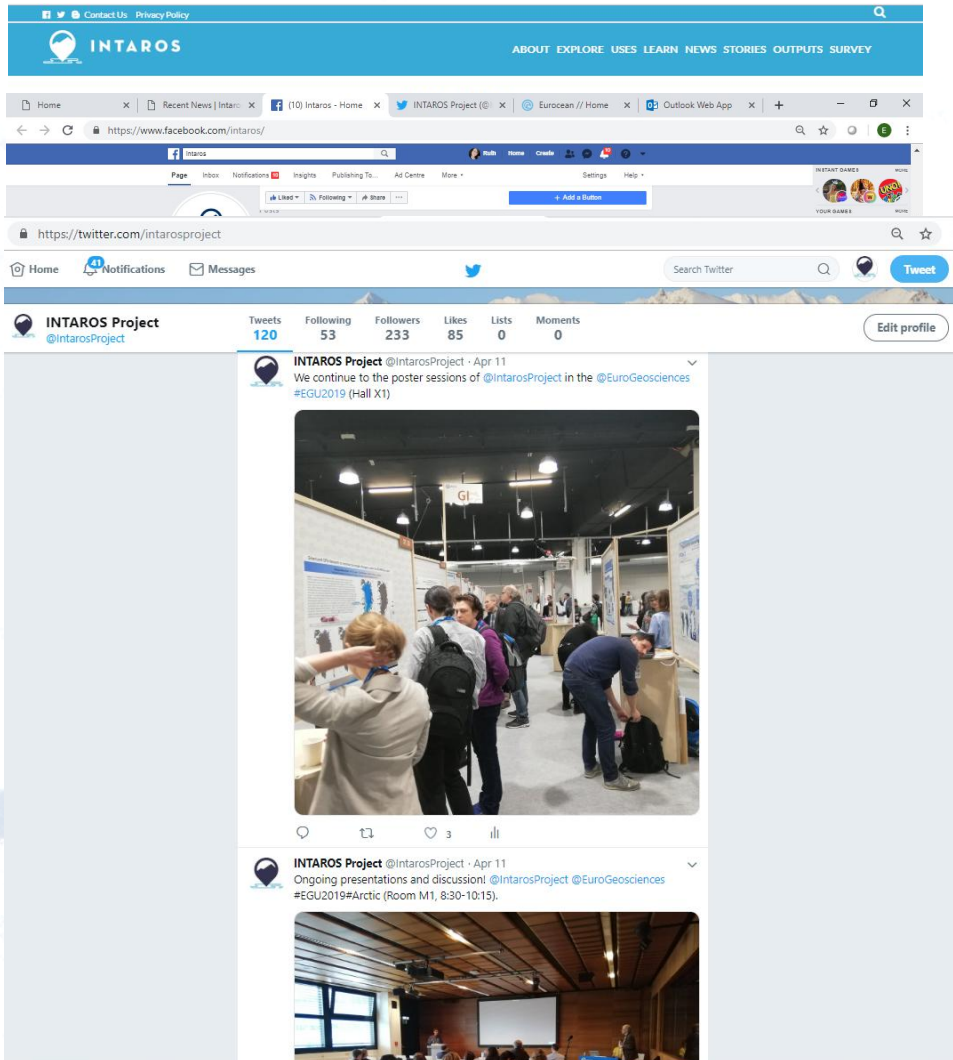 Contact Us Privacy Policy
INTAROS
ABOUT EXPLORE USES LEARN NEWS STORIES OUTPUTS SURVEY
Home
Recent News | Intaro
(10) Intaros - Home
INTAROS Project (@
Eurocean // Home
Outlook Web App
https://www.facebook.com/intaros/
E
Intaros
Ruth Home Create
Page Inbox Notifications 10 Insights Publishing To... Ad Centre More
Settings Help
INSTANT GAMES MORE
Liked Following Share ...
+ Add a Button
UNO
YOUR GAMES MORE
https://twitter.com/intarosproject
Home 41 Notifications Messages
Search Twitter
Tweet
INTAROS Project
@IntarosProject
Tweets Following Followers Likes Lists Moments
120 53 233 85 0 0
Edit profile
INTAROS Project @IntarosProject · Apr 11
We continue to the poster sessions of @IntarosProject in the @EuroGeosciences
#EGU2019 (Hall X1)
GI
3
INTAROS Project @IntarosProject · Apr 11
Ongoing presentations and discussion! @IntarosProject @EuroGeosciences
#EGU2019#Arctic (Room M1, 8:30-10:15).